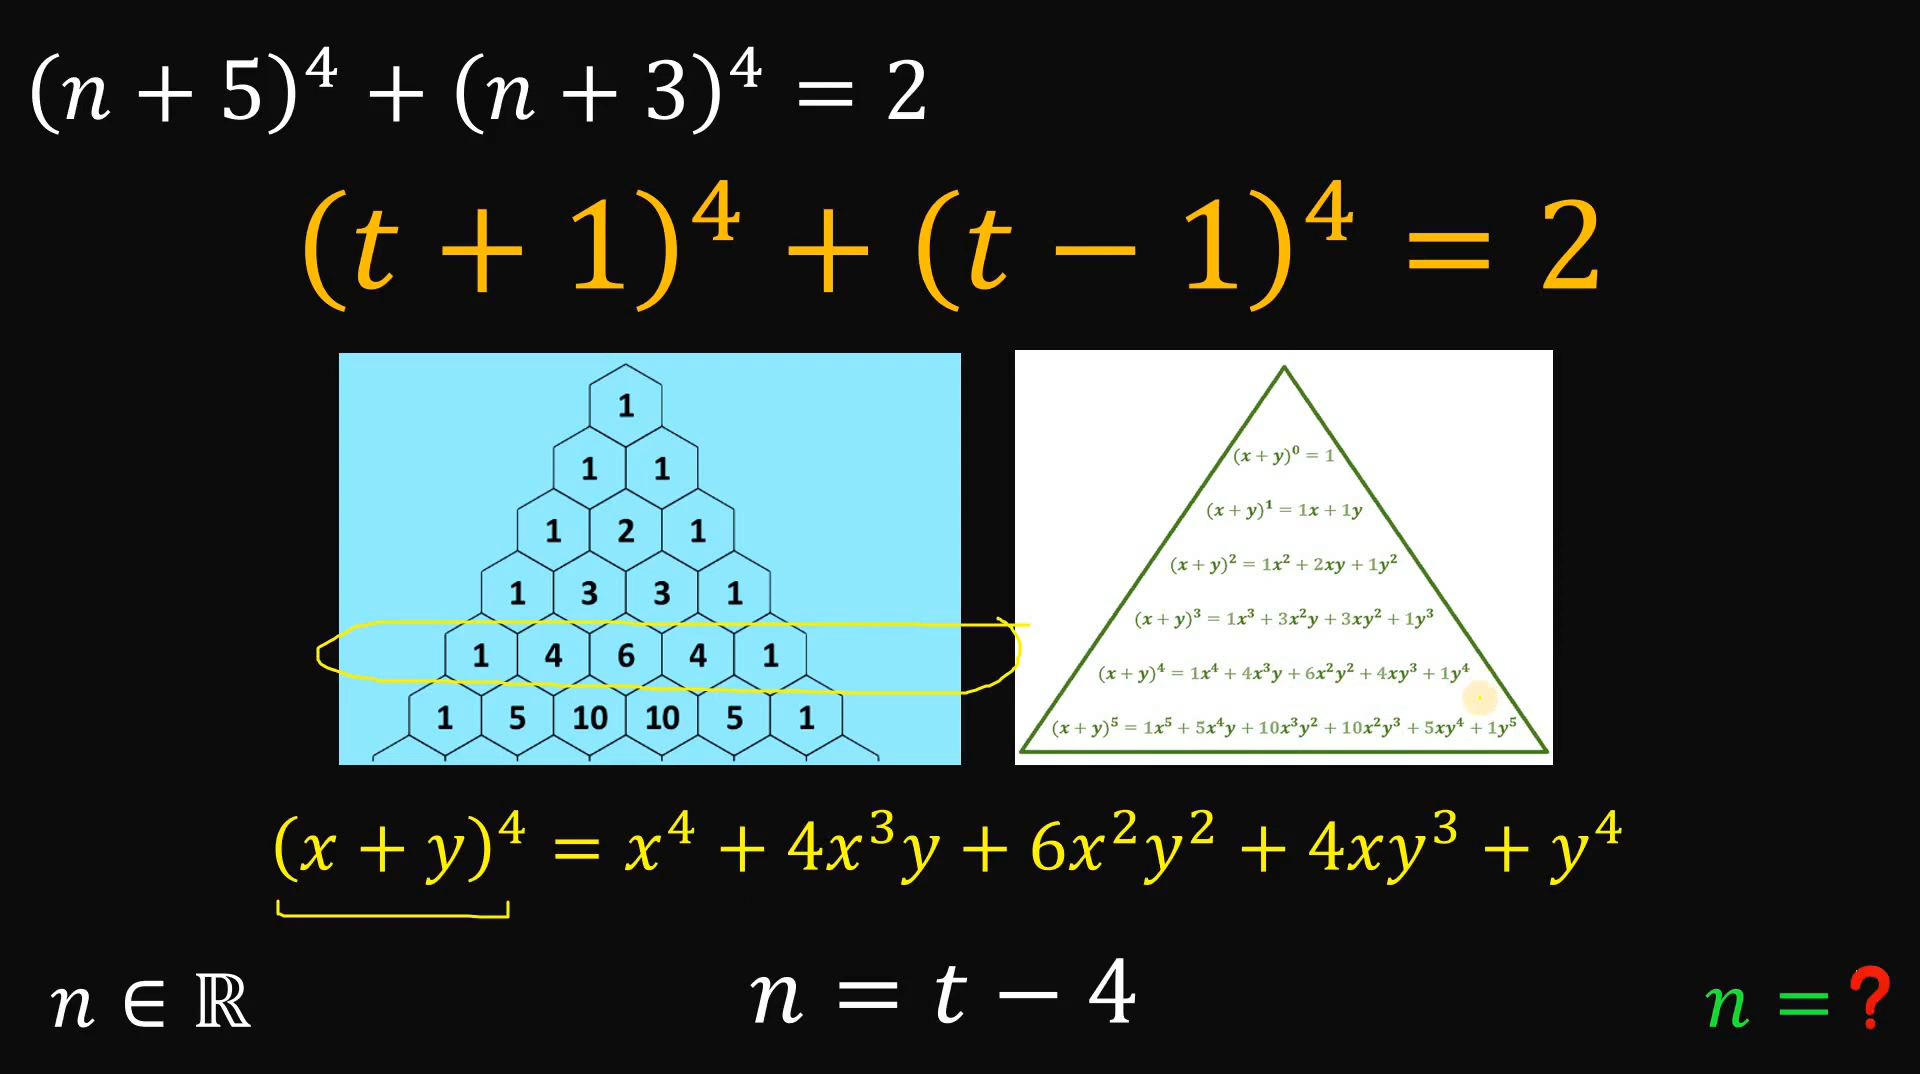 (n + 5)⁴ + (n + 3)⁴ = 2
(t + 1)⁴ + (t − 1)⁴ = 2
1
1 1
1 2 1
1 3 3 1
1 4 6 4 1
1 5 10 10 5 1
(x + y)⁰ = 1
(x + y)¹ = 1x + 1y
(x + y)² = 1x² + 2xy + 1y²
(x + y)³ = 1x³ + 3x²y + 3xy² + 1y³
(x + y)⁴ = 1x⁴ + 4x³y + 6x²y² + 4xy³ + 1y⁴
(x + y)⁵ = 1x⁵ + 5x⁴y + 10x³y² + 10x²y³ + 5xy⁴ + 1y⁵
(x + y)⁴ = x⁴ + 4x³y + 6x²y² + 4xy³ + y⁴
n ∈ ℝ
n = t − 4
n = ?